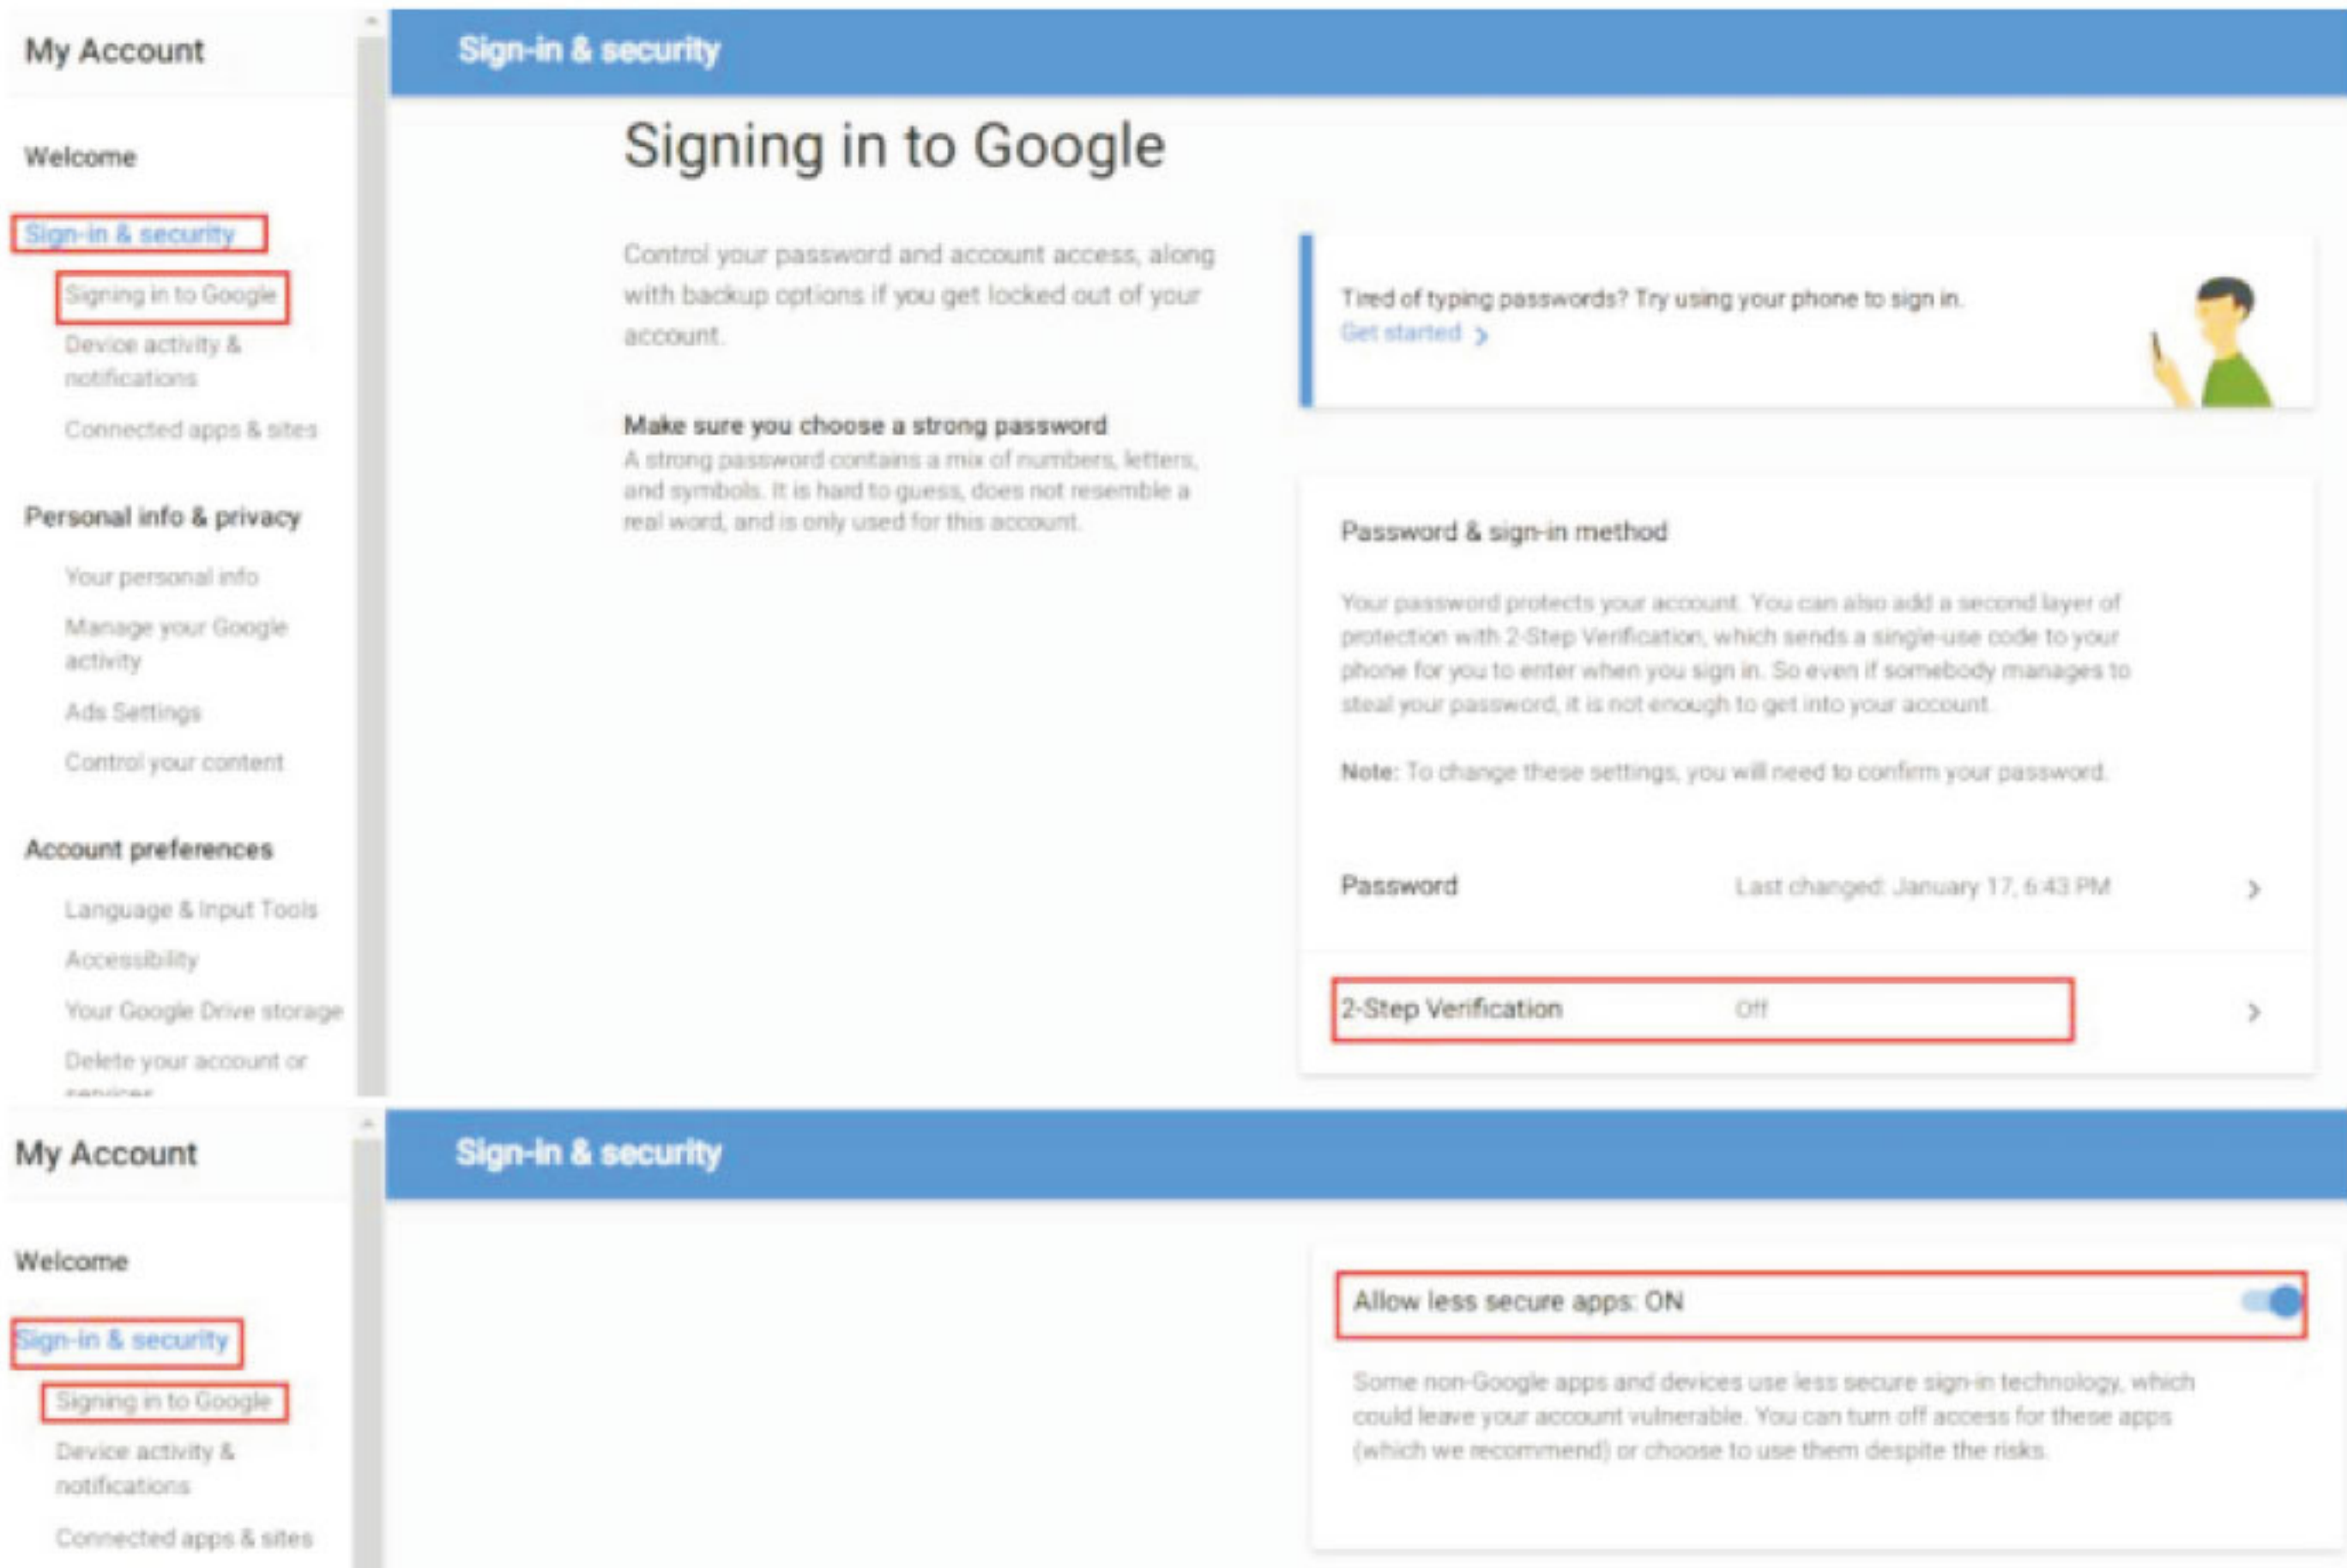 My Account
Sign-in & security
Welcome
Sign-in & security
Signing in to Google
Device activity &
notifications
Connected apps & sites
Personal info & privacy
Your personal info
Manage your Google
activity
Ads Settings
Control your content
Account preferences
Language & Input Tools
Accessibility
Your Google Drive storage
Delete your account or
services
Signing in to Google
Control your password and account access, along
with backup options if you get locked out of your
account.
Make sure you choose a strong password
A strong password contains a mix of numbers, letters,
and symbols. It is hard to guess, does not resemble a
real word, and is only used for this account.
Tired of typing passwords? Try using your phone to sign in.
Get started >
Password & sign-in method
Your password protects your account. You can also add a second layer of
protection with 2-Step Verification, which sends a single-use code to your
phone for you to enter when you sign in. So even if somebody manages to
steal your password, it is not enough to get into your account.
Note: To change these settings, you will need to confirm your password.
Password Last changed: January 17, 6:43 PM >
2-Step Verification Off >
My Account
Sign-in & security
Welcome
Sign-in & security
Signing in to Google
Device activity &
notifications
Connected apps & sites
Allow less secure apps: ON
Some non-Google apps and devices use less secure sign-in technology, which
could leave your account vulnerable. You can turn off access for these apps
(which we recommend) or choose to use them despite the risks.